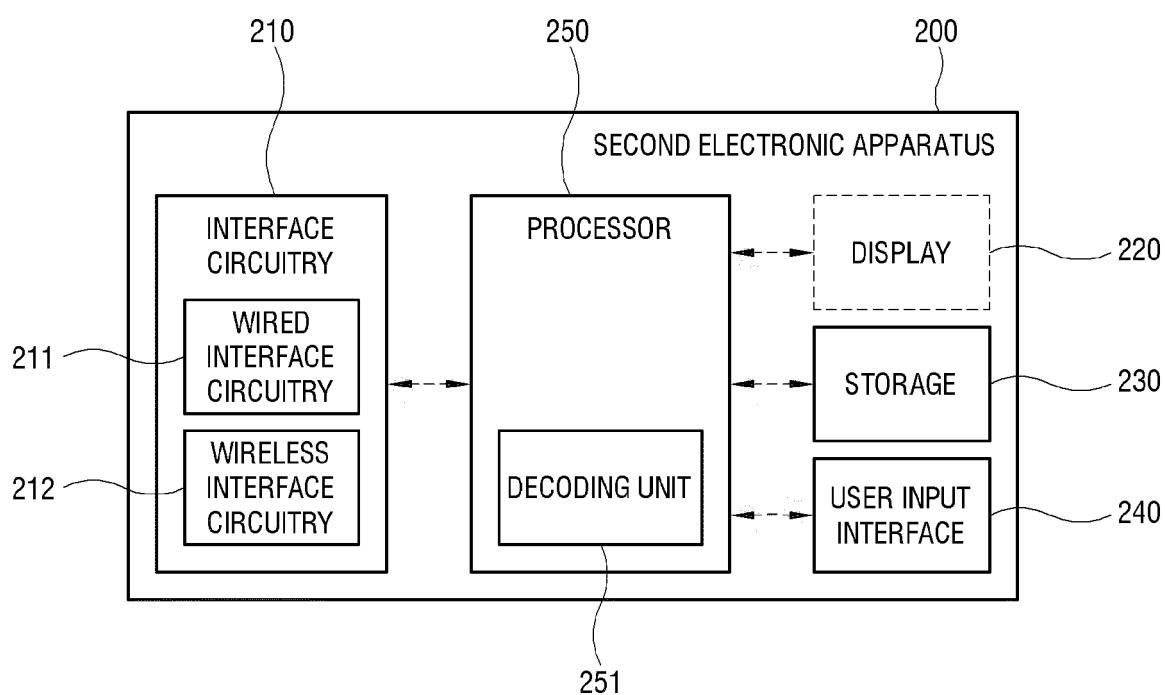 210
250
200
SECOND ELECTRONIC APPARATUS
INTERFACE
CIRCUITRY
WIRED
INTERFACE
CIRCUITRY
211
WIRELESS
INTERFACE
CIRCUITRY
212
PROCESSOR
DECODING UNIT
251
DISPLAY
220
STORAGE
230
USER INPUT
INTERFACE
240